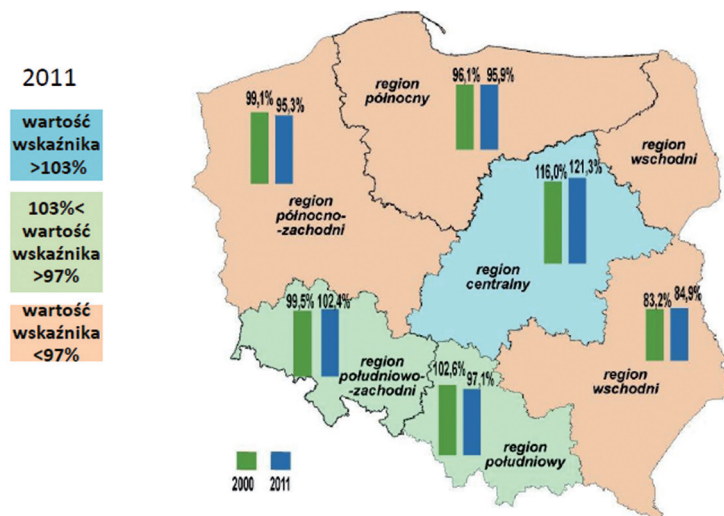 2011
wartość
wskaźnika
>103%
103%<
wartość
wskaźnika
>97%
wartość
wskaźnika
<97%
99,1% 95,3%
region
północno-
-zachodni
region
północny
96,1% 95,9%
region
wschodni
116,0% 121,3%
region
centralny
99,5% 102,4%
region
południowo-
-zachodni
102,6% 97,1%
region
południowy
83,2% 84,9%
region
wschodni
2000 2011